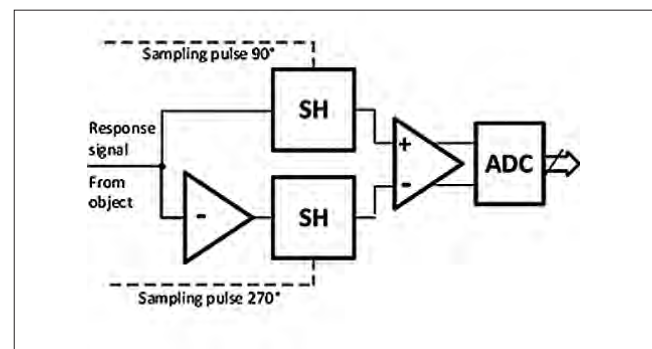 Sampling pulse 90°
SH
Response
signal
+
ADC
-
From
object
-
SH
Sampling pulse 270°